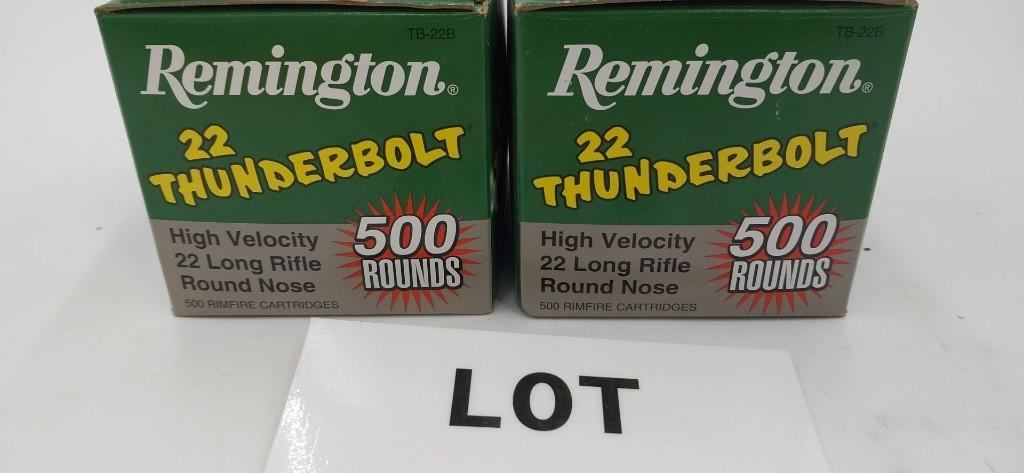 TB-22B
Remington®
22
THUNDERBOLT
High Velocity
22 Long Rifle
Round Nose
500 RIMFIRE CARTRIDGES
500
ROUNDS
TB-22B
Remington®
22
THUNDERBOLT
High Velocity
22 Long Rifle
Round Nose
500 RIMFIRE CARTRIDGES
500
ROUNDS
LOT